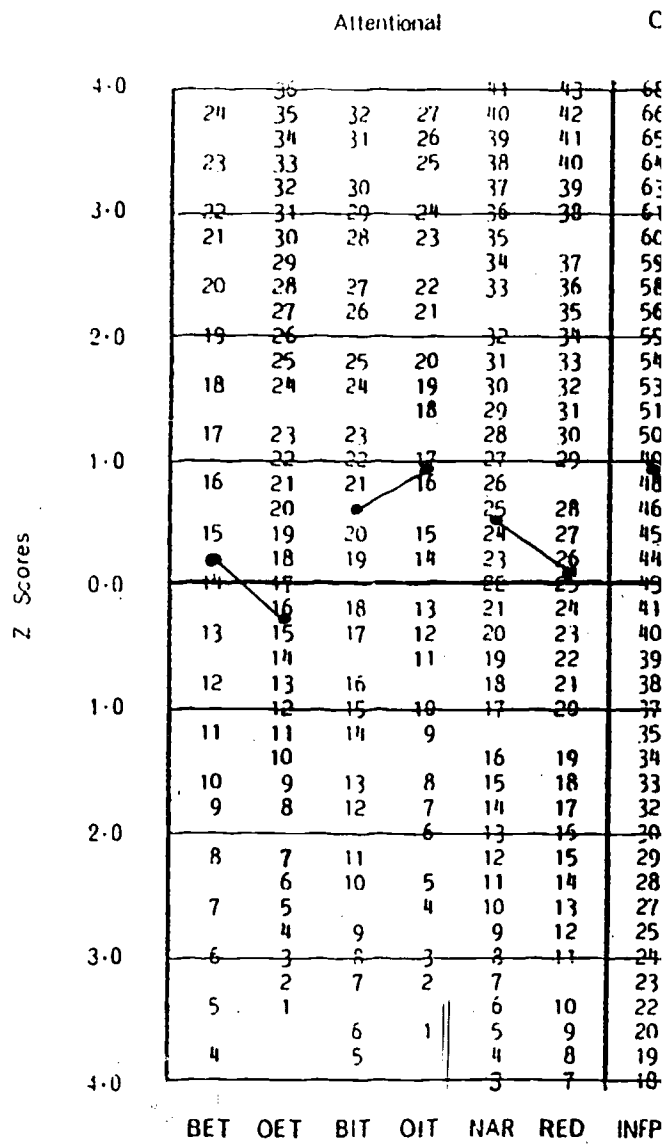 Attentional C
4.0 36 41 43 68
24 35 32 27 40 42 66
34 31 26 39 41 65
23 33 25 38 40 64
32 30 37 39 63
3.0 22 31 29 24 36 38 61
21 30 28 23 35 60
29 34 37 59
20 28 27 22 33 36 58
27 26 21 35 56
2.0 19 26 32 34 55
25 25 20 31 33 54
18 24 24 19 30 32 53
18 29 31 51
17 23 23 28 30 50
1.0 22 22 17 27 29 49
16 21 21 16 26 48
20 25 28 46
15 19 20 15 24 27 45
18 19 14 23 26 44
Z Scores
0.0 14 17 22 25 43
16 18 13 21 24 41
13 15 17 12 20 23 40
14 11 19 22 39
12 13 16 18 21 38
1.0 12 15 10 17 20 37
11 11 14 9 35
10 16 19 34
10 9 13 8 15 18 33
9 8 12 7 14 17 32
2.0 6 13 16 30
8 7 11 12 15 29
6 10 5 11 14 28
7 5 4 10 13 27
4 9 9 12 25
3.0 6 3 8 3 8 11 24
2 7 2 7 23
5 1 6 10 22
6 1 5 9 20
4 5 4 8 19
4.0 3 7 18
BET OET BIT OIT NAR RED INFP